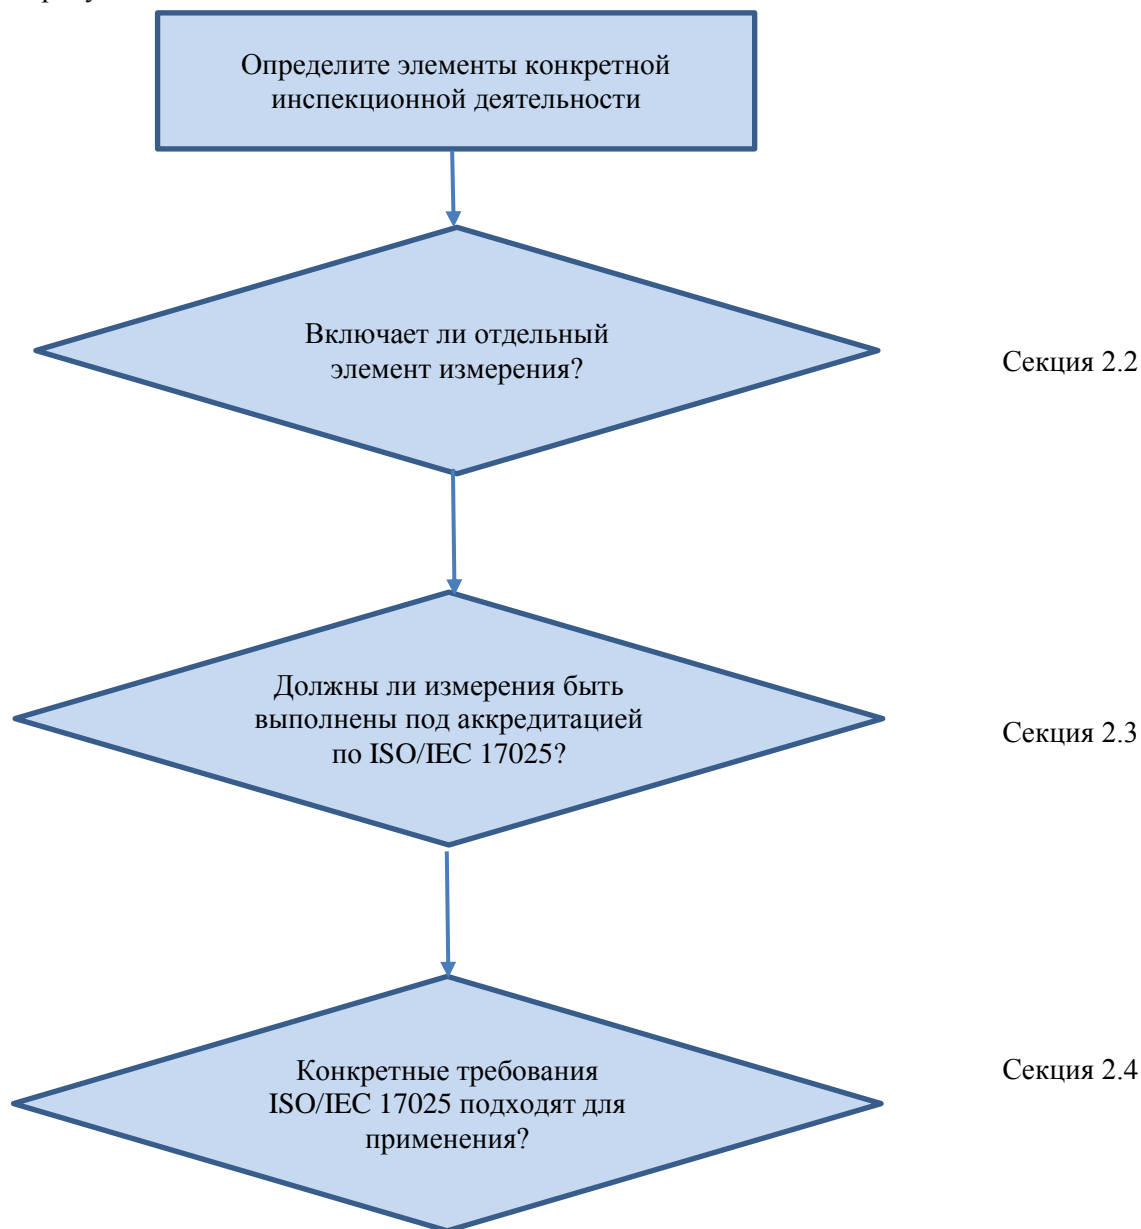 Определите элементы конкретной
инспекционной деятельности
Включает ли отдельный
элемент измерения?
Секция 2.2
Должны ли измерения быть
выполнены под аккредитацией
по ISO/IEC 17025?
Секция 2.3
Конкретные требования
ISO/IEC 17025 подходят для
применения?
Секция 2.4